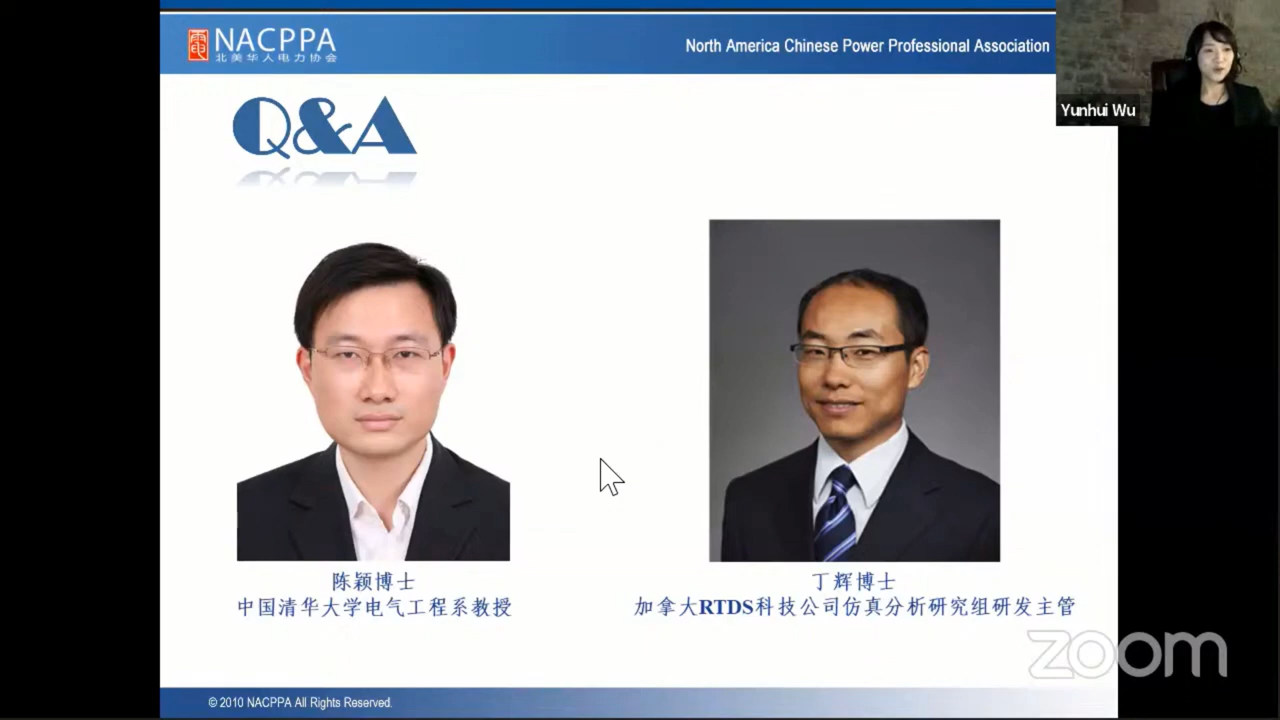 電 NACPPA
北美华人电力协会
North America Chinese Power Professional Association
Yunhui Wu
Q&A
陈颖博士
中国清华大学电气工程系教授
丁辉博士
加拿大RTDS科技公司仿真分析研究组研发主管
zoom
© 2010 NACPPA All Rights Reserved.